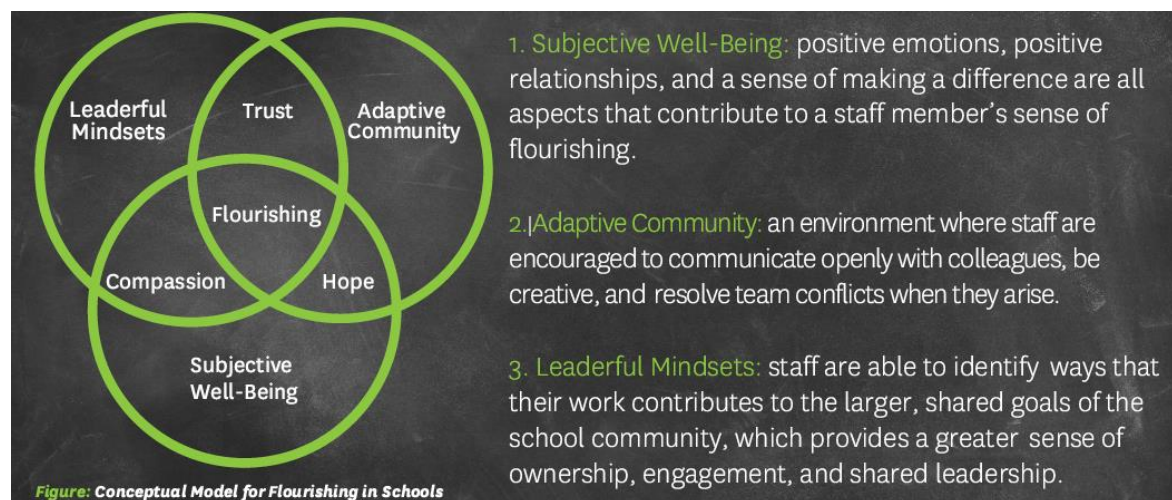 Leaderful
Mindsets
Trust
Adaptive
Community
Flourishing
Compassion
Hope
Subjective
Well-Being
Figure: Conceptual Model for Flourishing in Schools
1. Subjective Well-Being: positive emotions, positive
relationships, and a sense of making a difference are all
aspects that contribute to a staff member’s sense of
flourishing.
2.|Adaptive Community: an environment where staff are
encouraged to communicate openly with colleagues, be
creative, and resolve team conflicts when they arise.
3. Leaderful Mindsets: staff are able to identify ways that
their work contributes to the larger, shared goals of the
school community, which provides a greater sense of
ownership, engagement, and shared leadership.